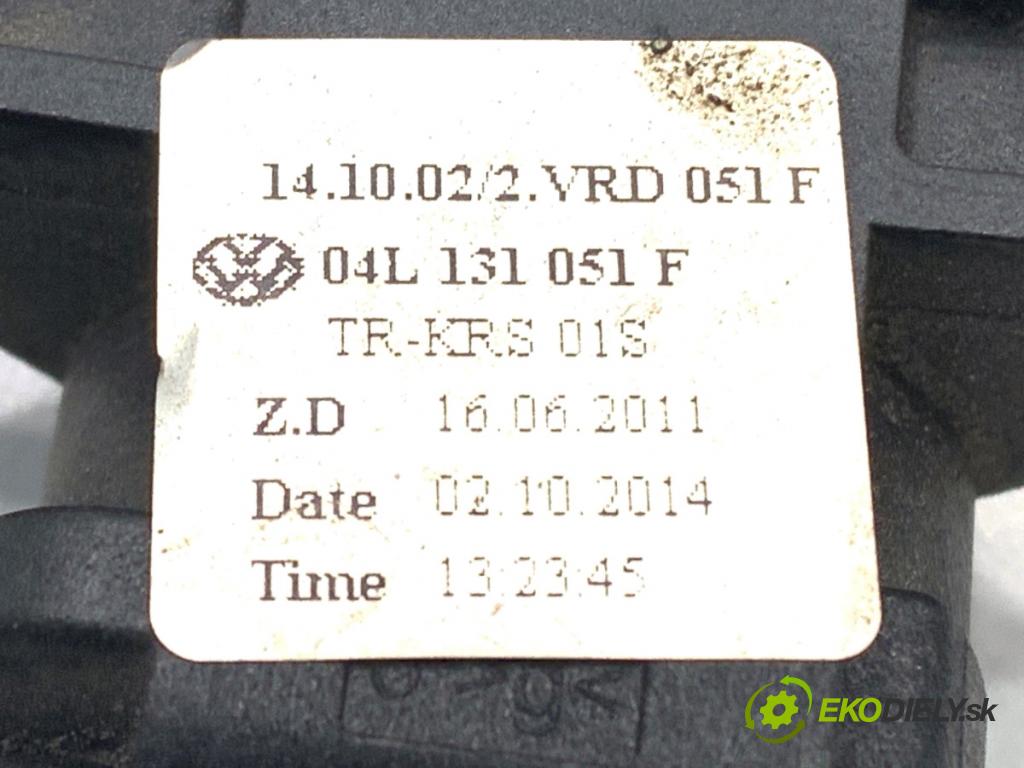 14.10.02/2.VRD 051 F
04L 131 051 F
TR-KRS 01S
Z.D 16.06.2011
Date 02.10.2014
Time 13:23:45
EKODIELY.sk